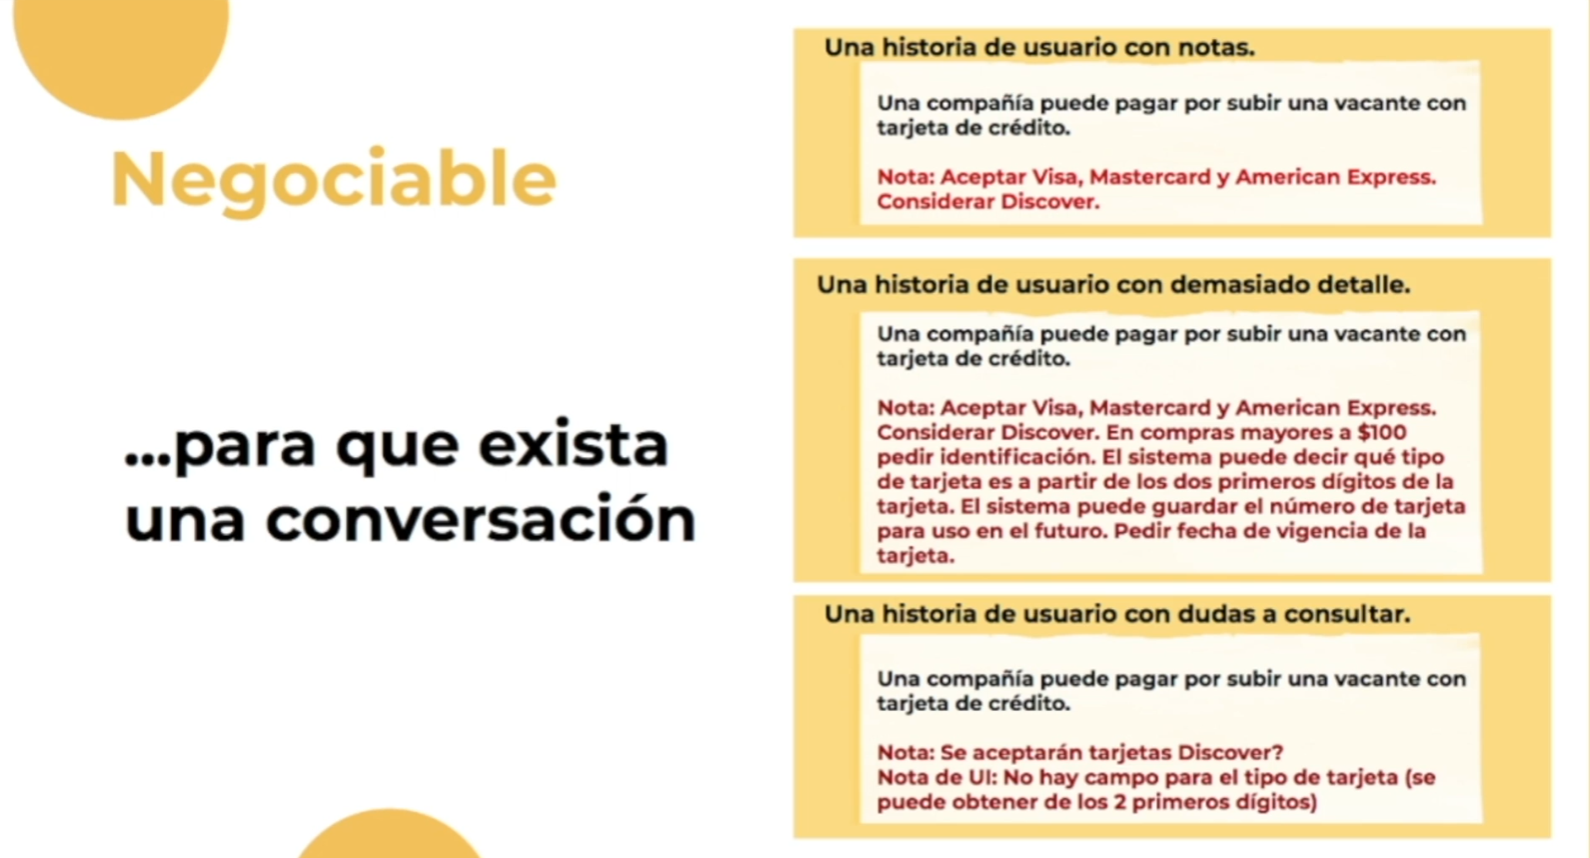 Negociable
...para que exista
una conversación
Una historia de usuario con notas.
Una compañía puede pagar por subir una vacante con
tarjeta de crédito.
Nota: Aceptar Visa, Mastercard y American Express.
Considerar Discover.
Una historia de usuario con demasiado detalle.
Una compañía puede pagar por subir una vacante con
tarjeta de crédito.
Nota: Aceptar Visa, Mastercard y American Express.
Considerar Discover. En compras mayores a $100
pedir identificación. El sistema puede decir qué tipo
de tarjeta es a partir de los dos primeros dígitos de la
tarjeta. El sistema puede guardar el número de tarjeta
para uso en el futuro. Pedir fecha de vigencia de la
tarjeta.
Una historia de usuario con dudas a consultar.
Una compañía puede pagar por subir una vacante con
tarjeta de crédito.
Nota: Se aceptarán tarjetas Discover?
Nota de UI: No hay campo para el tipo de tarjeta (se
puede obtener de los 2 primeros dígitos)